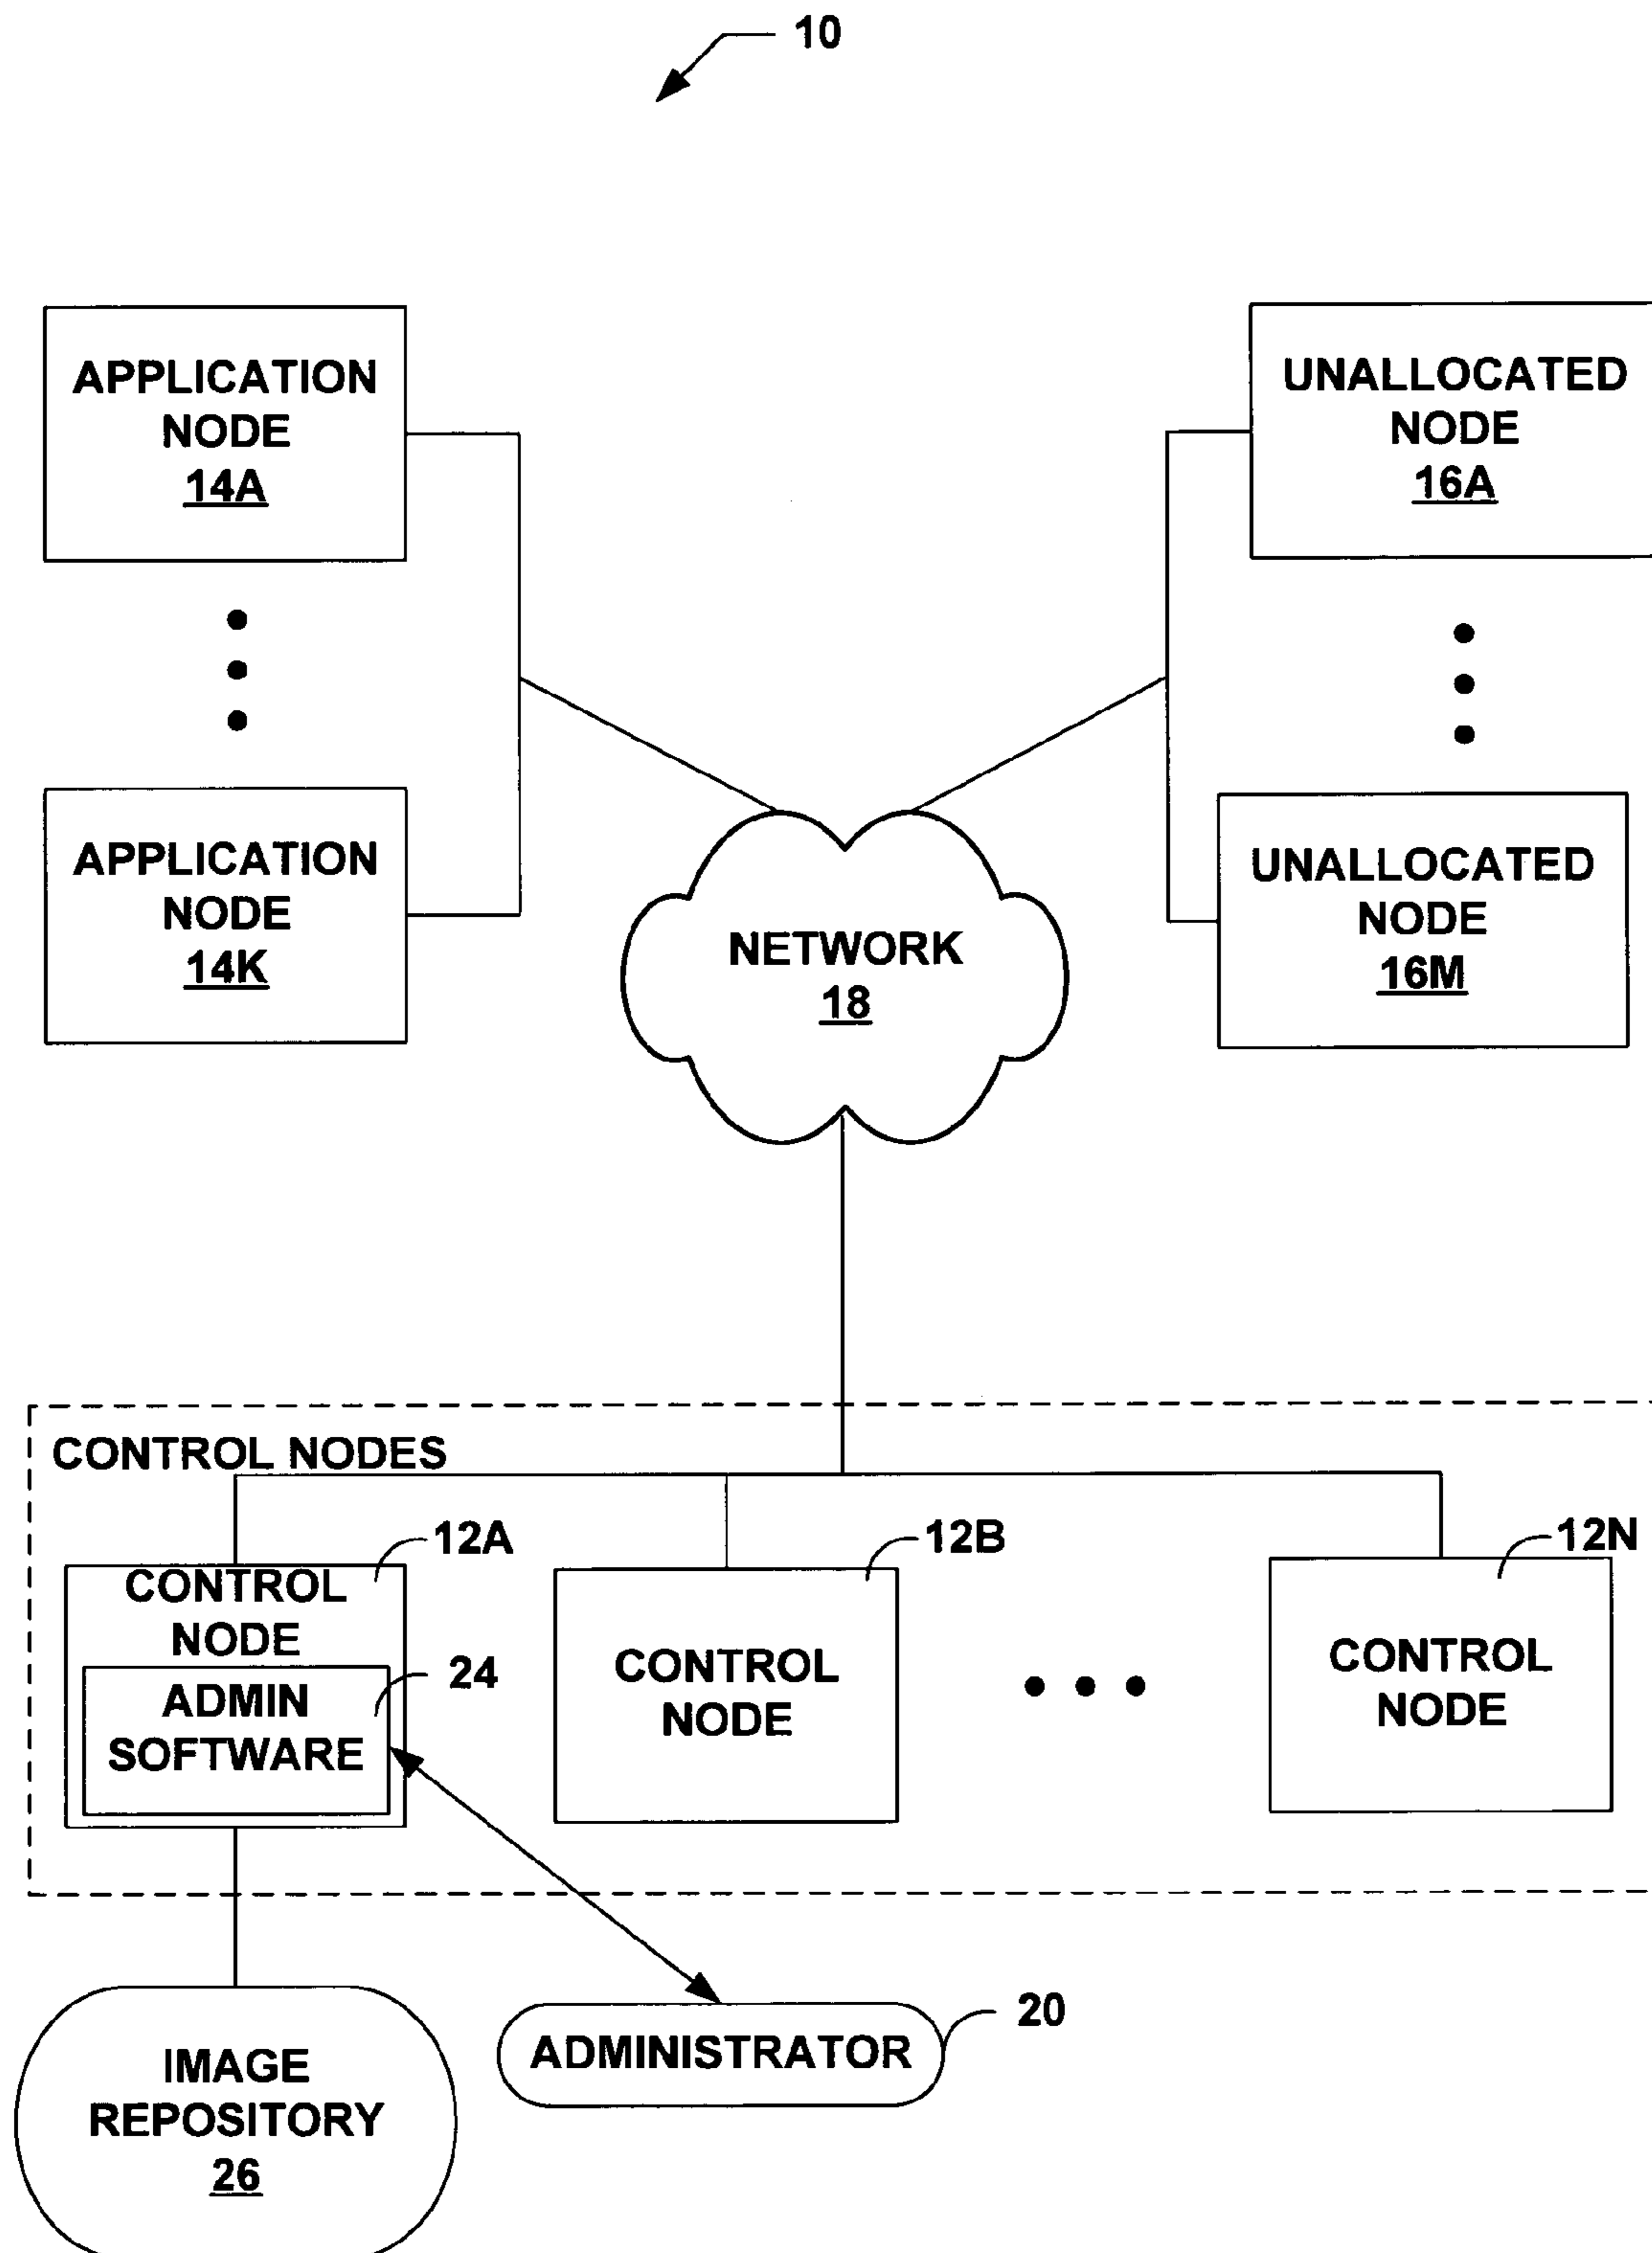 10
APPLICATION
NODE
14A
UNALLOCATED
NODE
16A
APPLICATION
NODE
14K
UNALLOCATED
NODE
16M
NETWORK
18
CONTROL NODES
12A
CONTROL
NODE
24
ADMIN
SOFTWARE
12B
CONTROL
NODE
12N
CONTROL
NODE
20
ADMINISTRATOR
IMAGE
REPOSITORY
26